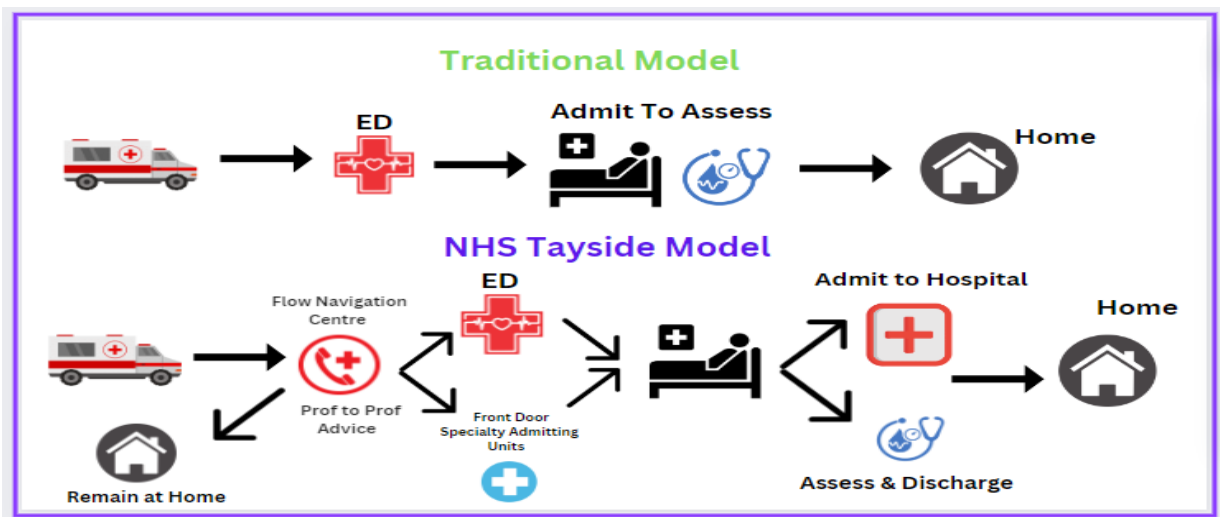 Traditional Model
ED
Admit To Assess
Home
NHS Tayside Model
Flow Navigation
Centre
Prof to Prof
Advice
Remain at Home
ED
Front Door
Specialty Admitting
Units
Admit to Hospital
Assess & Discharge
Home